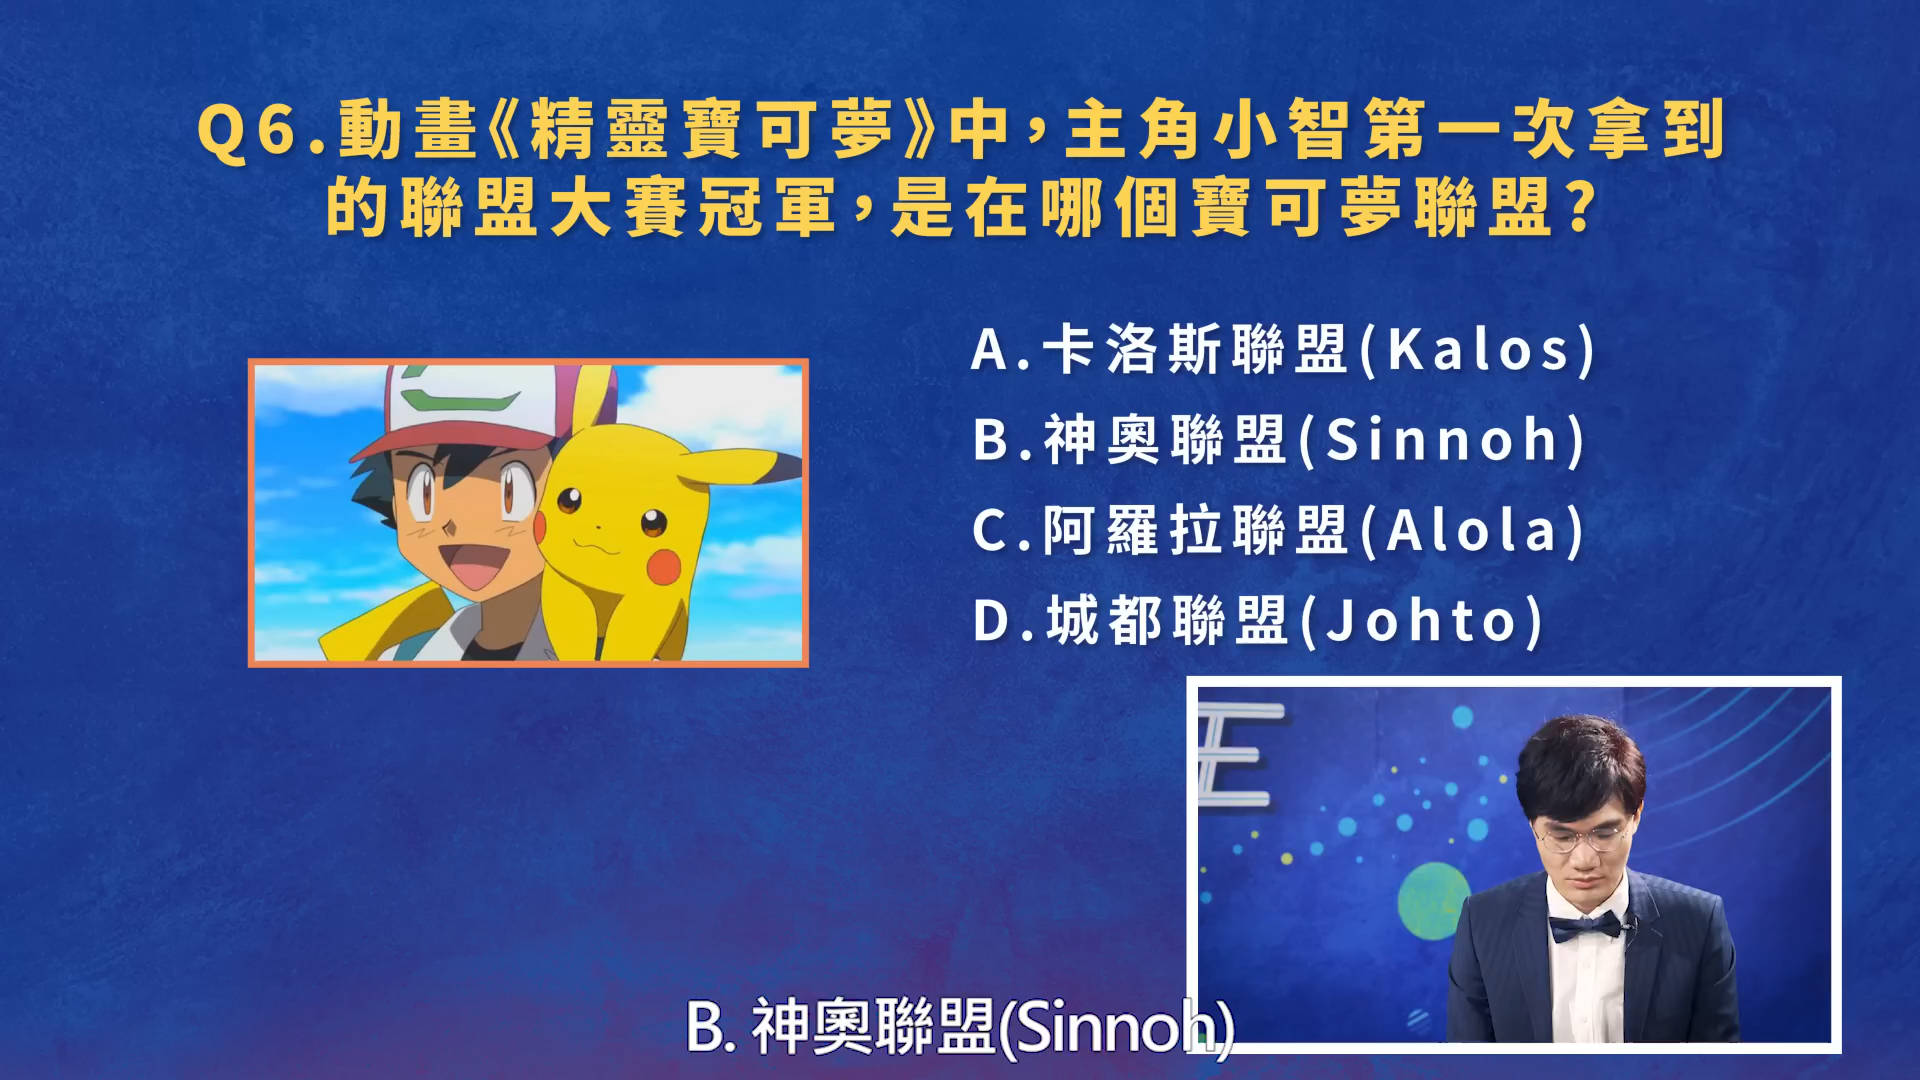 Q6.動畫《精靈寶可夢》中，主角小智第一次拿到
的聯盟大賽冠軍，是在哪個寶可夢聯盟？
A.卡洛斯聯盟(Kalos)
B.神奧聯盟(Sinnoh)
C.阿羅拉聯盟(Alola)
D.城都聯盟(Johto)
B. 神奧聯盟(Sinnoh)